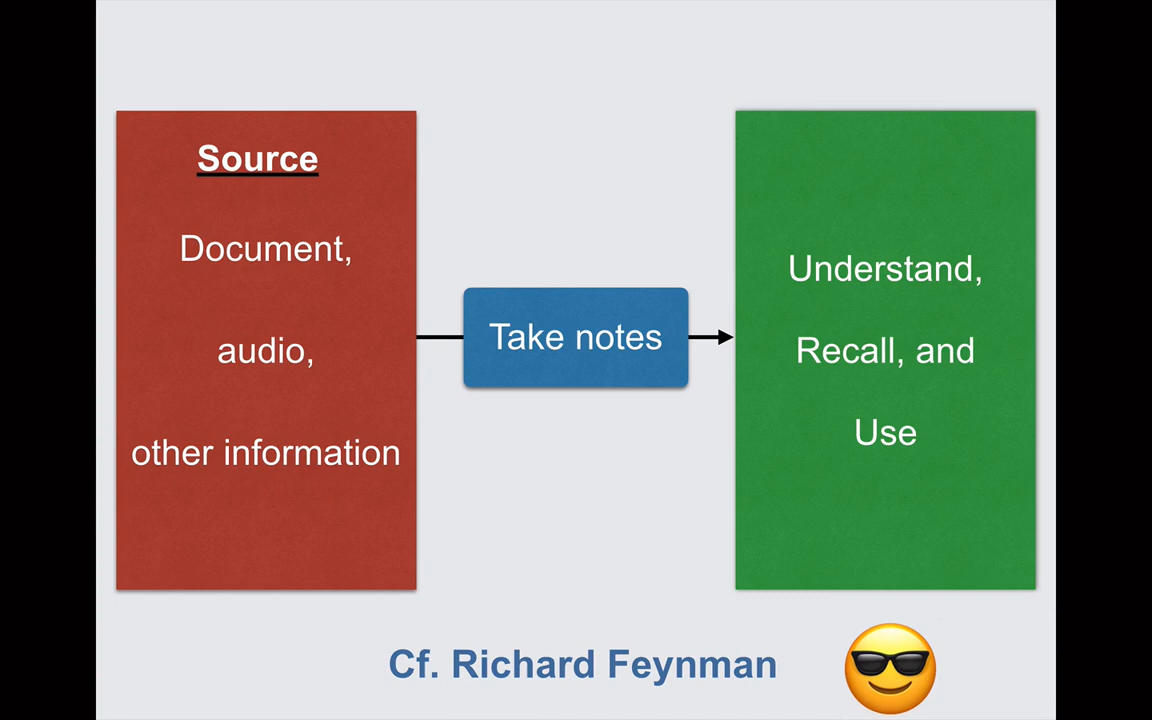 Source
Document,
audio,
other information
Take notes
Understand,
Recall, and
Use
Cf. Richard Feynman